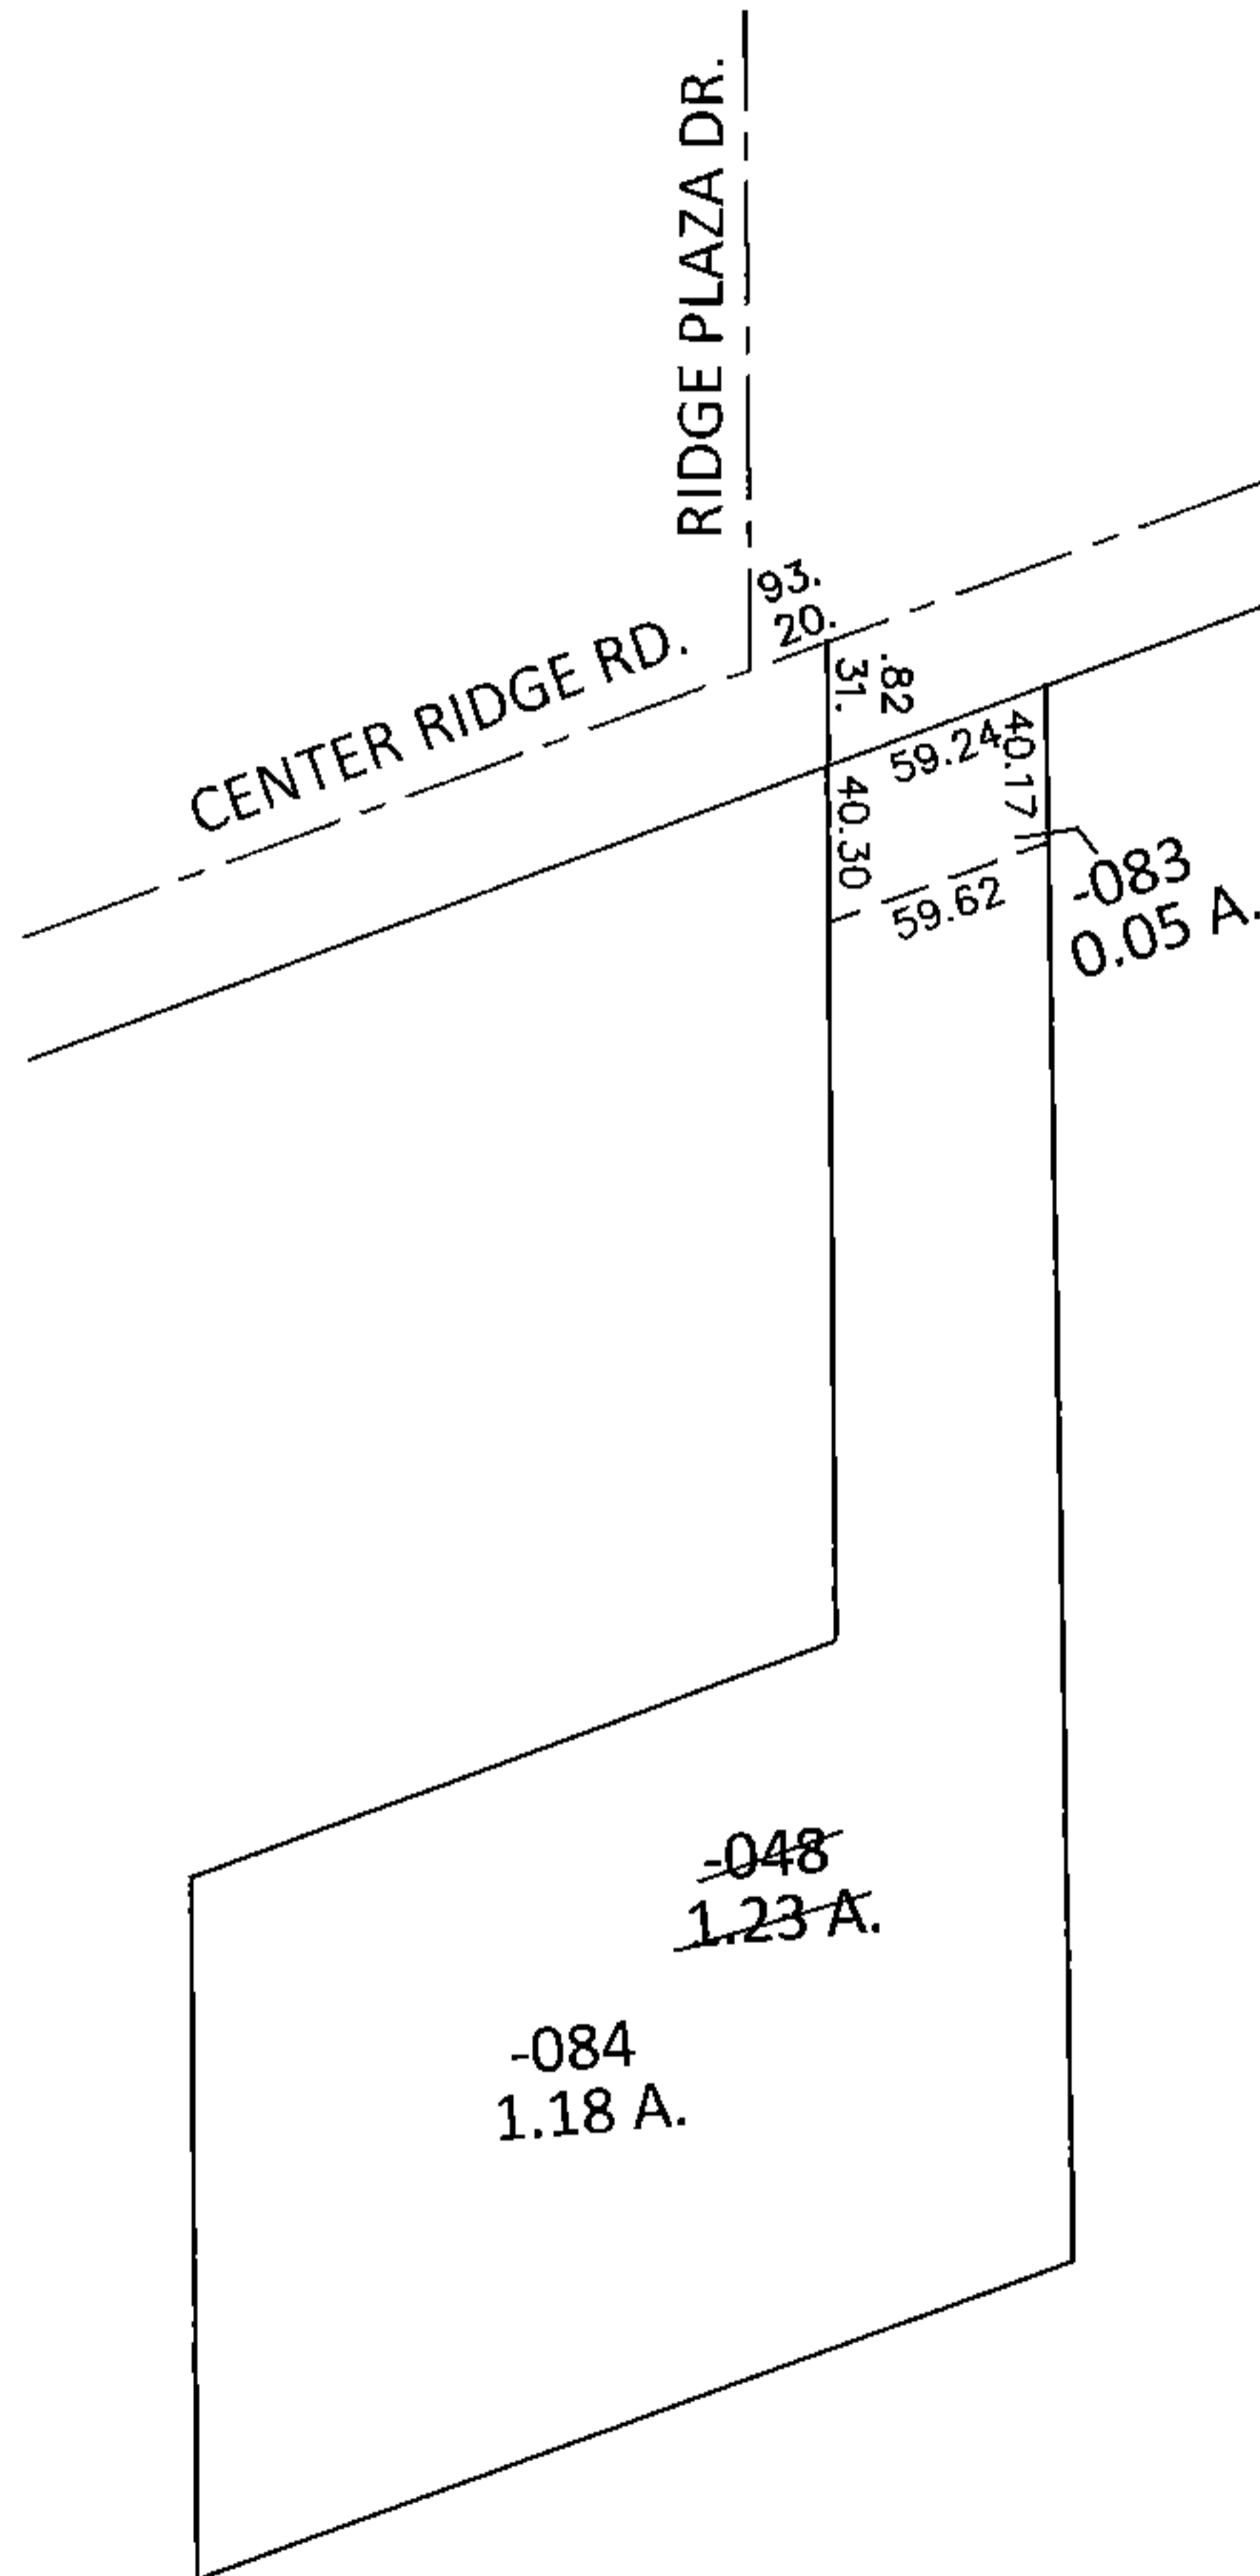 RIDGE PLAZA DR.
CENTER RIDGE RD.
93.
20.
.82
31.
59.24
40.17
40.30
59.62
-083
0.05 A.
-048
1.23 A.
-084
1.18 A.